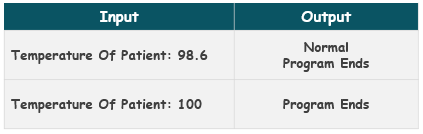 Input Output
Temperature Of Patient: 98.6
Normal
Program Ends
Temperature Of Patient: 100
Program Ends